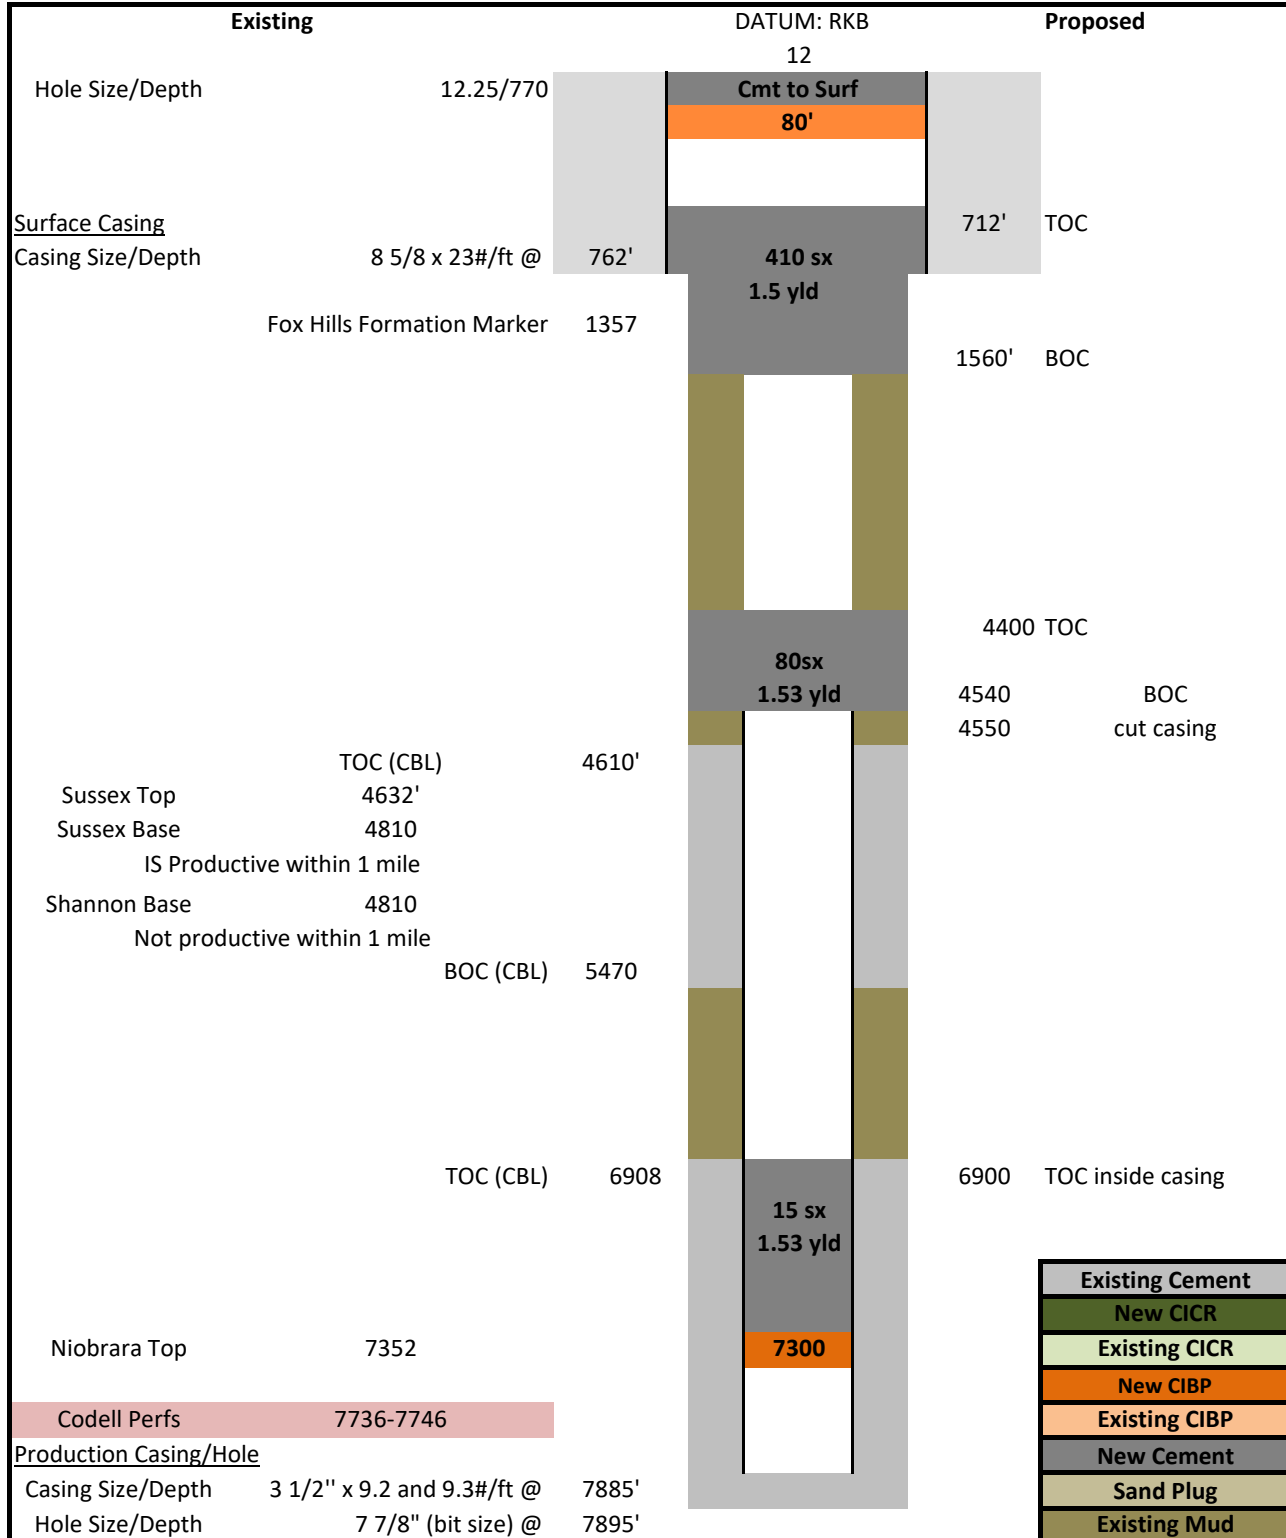 Existing DATUM: RKB Proposed
12
Hole Size/Depth 12.25/770 Cmt to Surf
80'
Surface Casing 712' TOC
Casing Size/Depth 8 5/8 x 23#/ft @ 762' 410 sx
1.5 yld
Fox Hills Formation Marker 1357
1560' BOC
4400 TOC
80sx
1.53 yld 4540 BOC
4550 cut casing
TOC (CBL) 4610'
Sussex Top 4632'
Sussex Base 4810
IS Productive within 1 mile
Shannon Base 4810
Not productive within 1 mile
BOC (CBL) 5470
TOC (CBL) 6908 6900 TOC inside casing
15 sx
1.53 yld
Existing Cement
New CICR
Niobrara Top 7352 7300 Existing CICR
New CIBP
Codell Perfs 7736-7746 Existing CIBP
Production Casing/Hole New Cement
Casing Size/Depth 3 1/2'' x 9.2 and 9.3#/ft @ 7885' Sand Plug
Hole Size/Depth 7 7/8" (bit size) @ 7895' Existing Mud